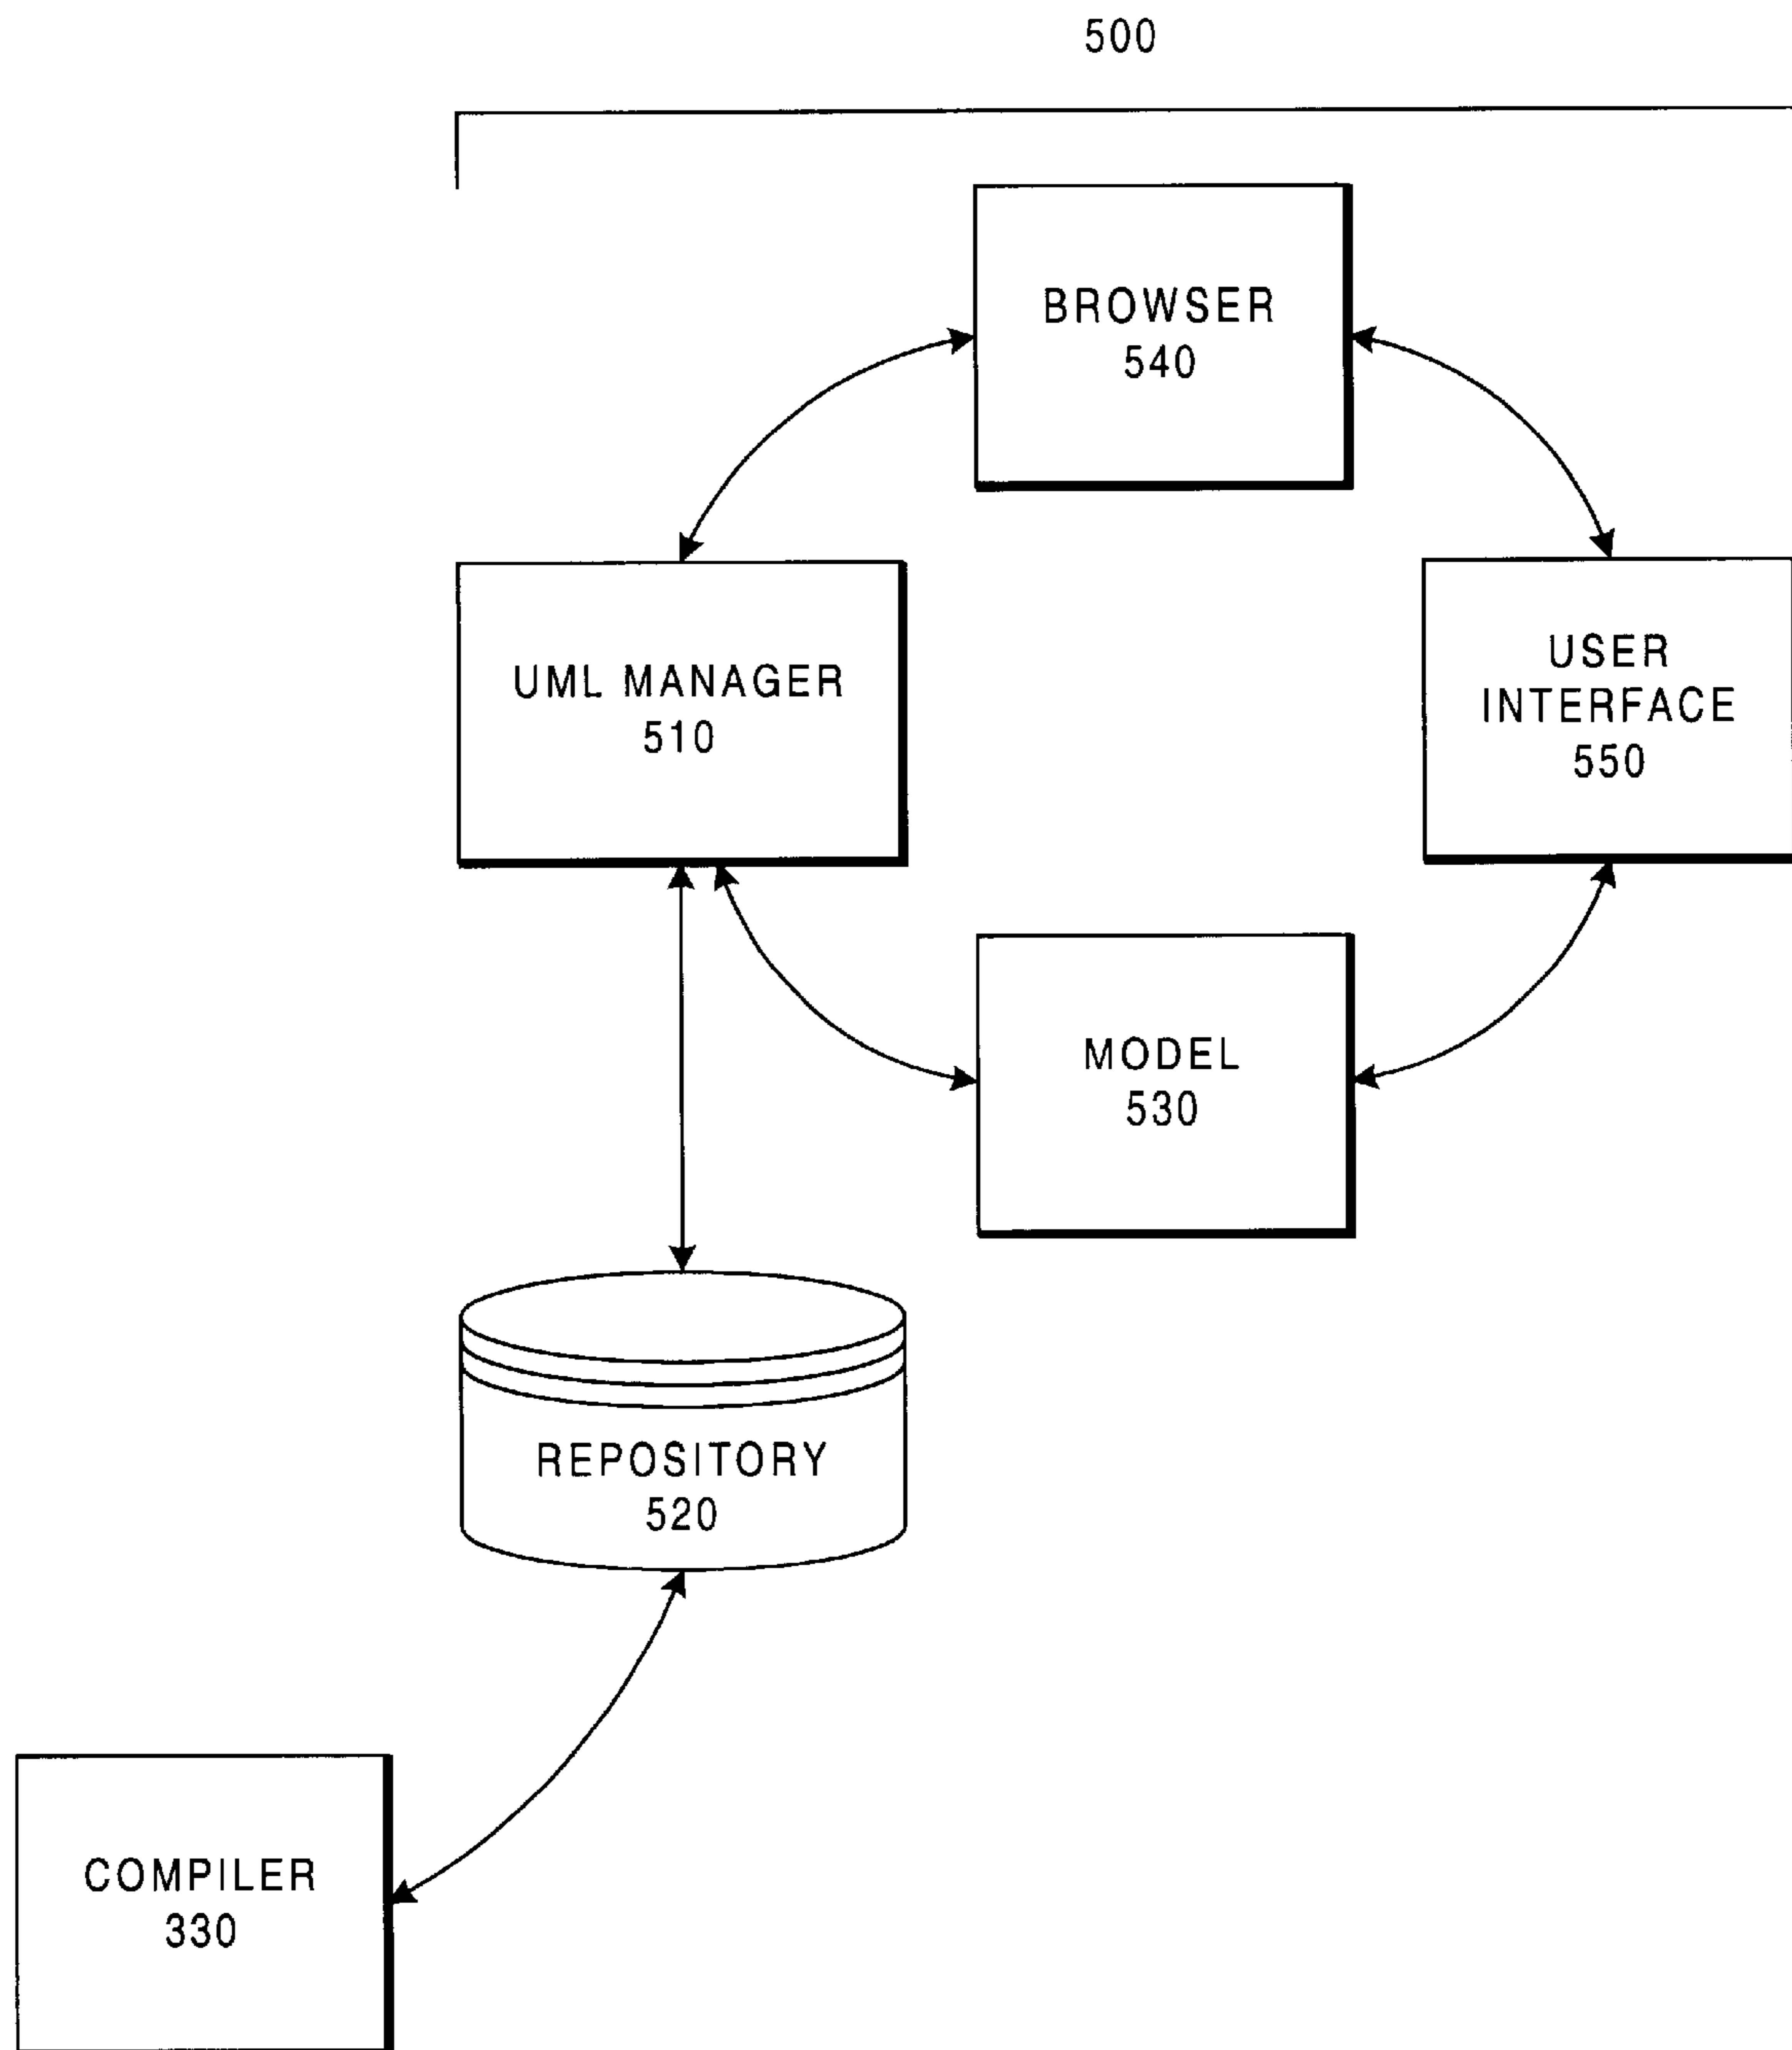 500
BROWSER
540
UML MANAGER
510
USER
INTERFACE
550
MODEL
530
REPOSITORY
520
COMPILER
330